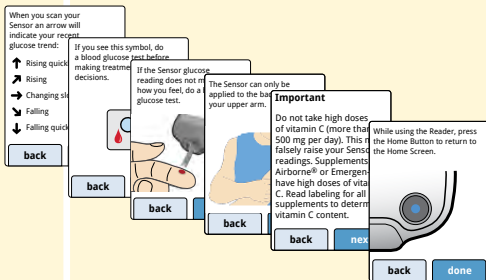 When you scan your
Sensor an arrow will
indicate your recent
glucose trend:
Rising
Rising
Changing
Falling
Falling
back
If you see this symbol, do
a blood glucose test before
making
decisions.
back
If the Sensor glucose
reading does not
how you feel, do a
glucose test.
back
The Sensor can only be
applied to the
your upper arm.
back
Important
Do not take high doses
of vitamin C (more
500 mg per day). This
falsely raise your
readings. Supplements
Airborne® or
have high doses of
C. Read labeling for all
supplements to
vitamin C content.
back
While using the Reader, press
the Home Button to return to
the Home Screen.
back
done